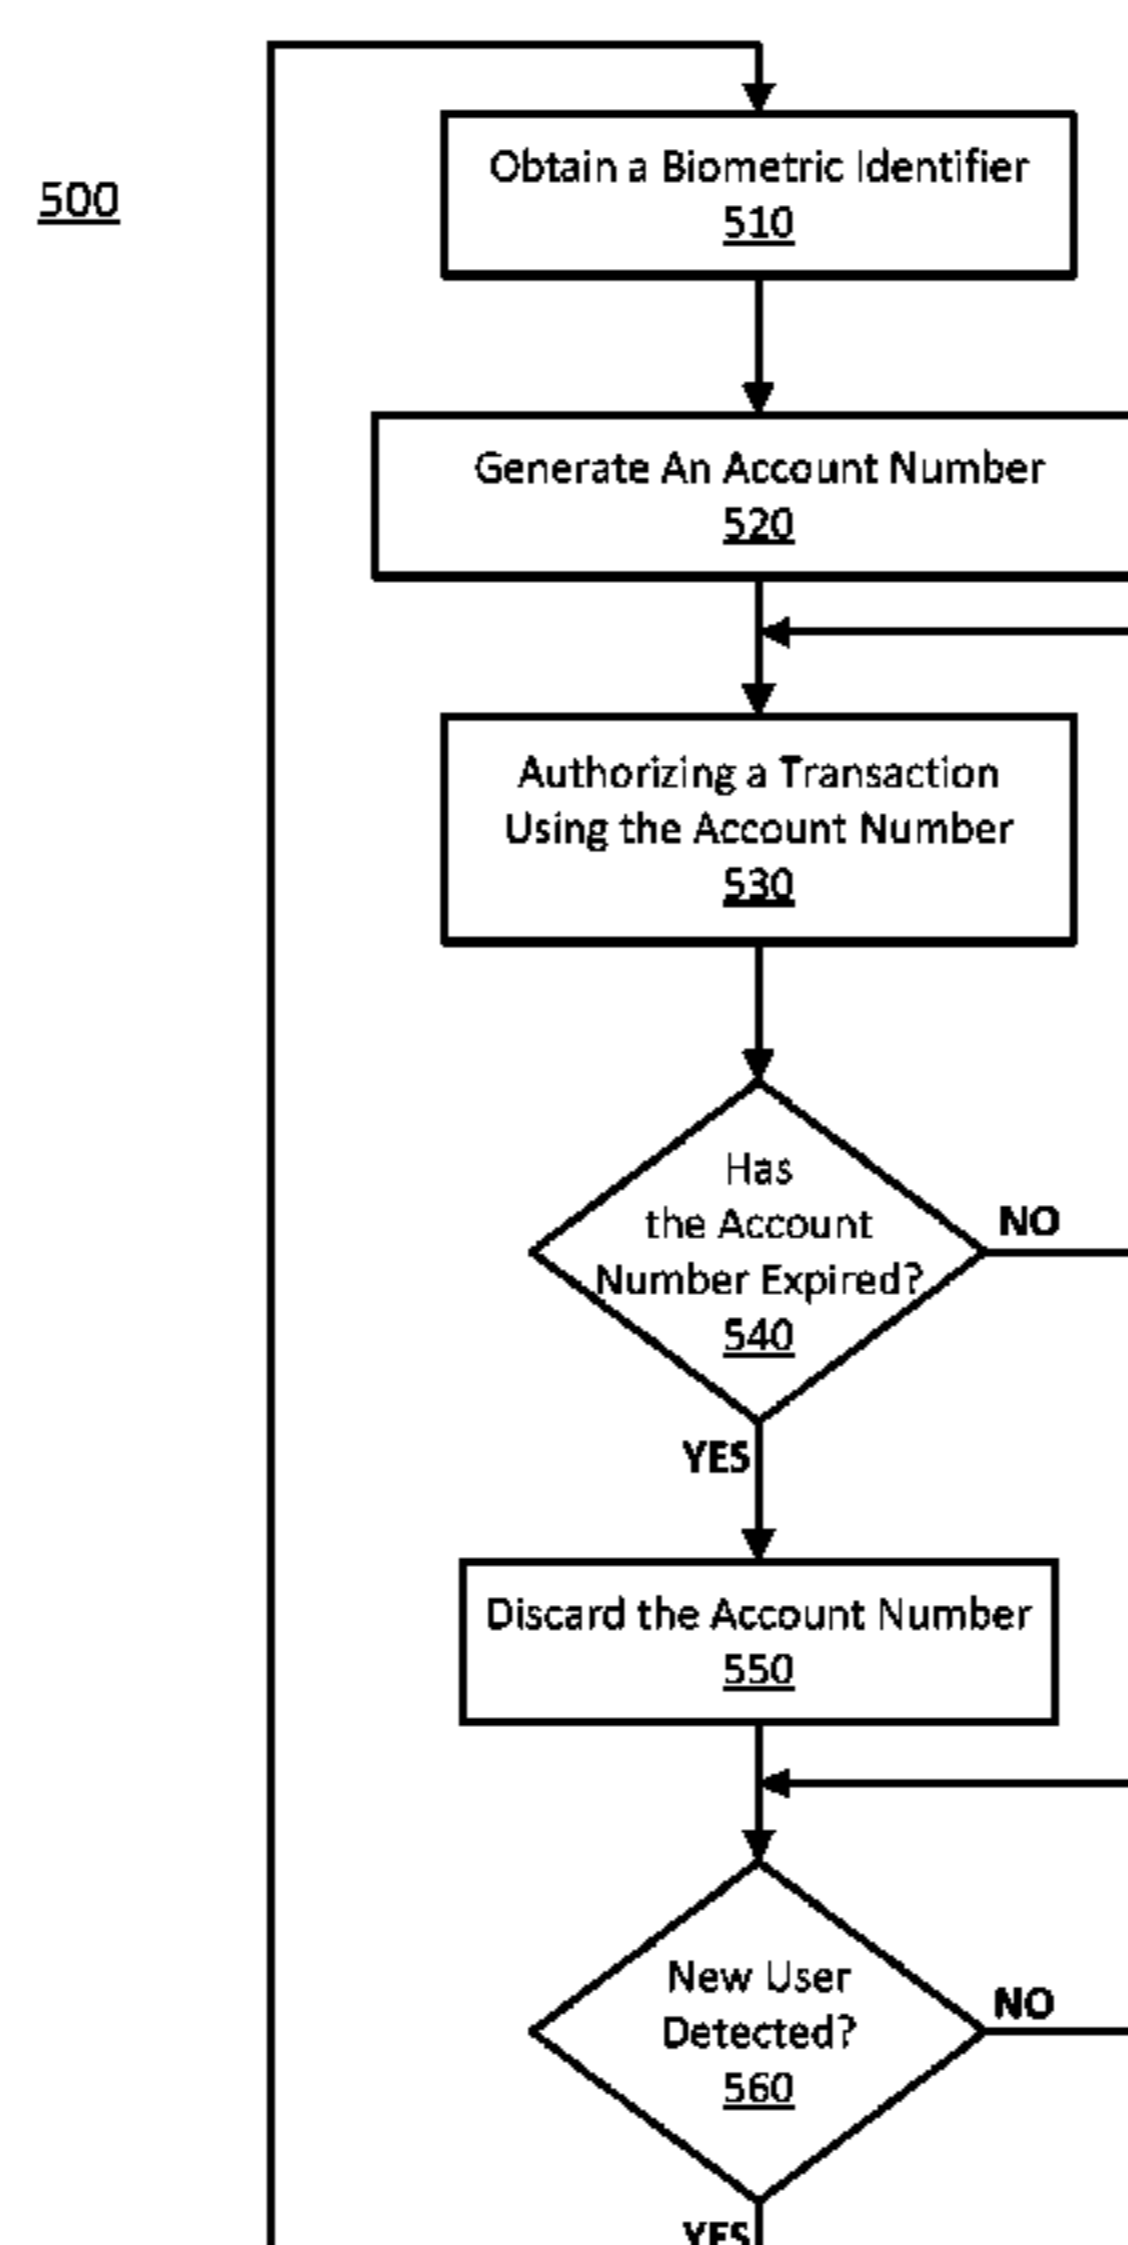 500
Obtain a Biometric Identifier
510
Generate An Account Number
520
Authorizing a Transaction
Using the Account Number
530
Has
the Account
Number Expired?
540
NO
YES
Discard the Account Number
550
New User
Detected?
560
NO
YES